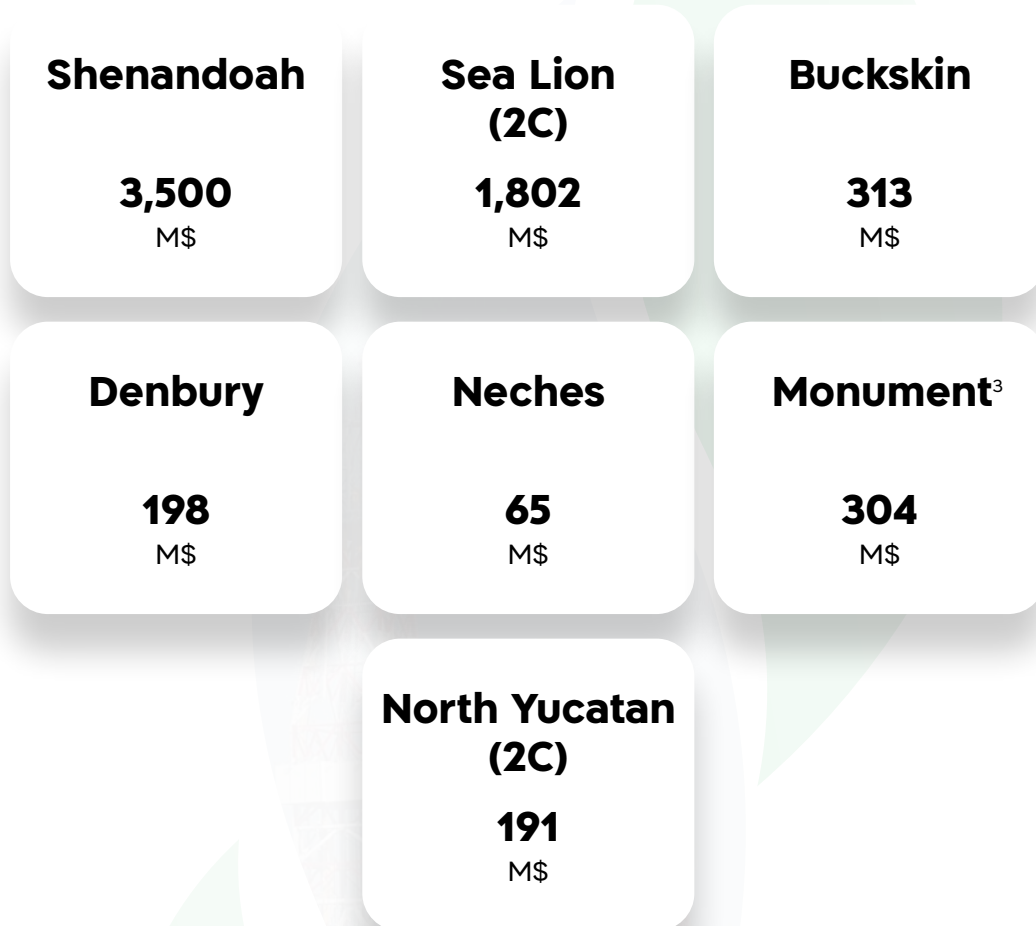 Shenandoah
3,500
M$
Sea Lion
(2C)
1,802
M$
Buckskin
313
M$
Denbury
198
M$
Neches
65
M$
Monument³
304
M$
North Yucatan
(2C)
191
M$